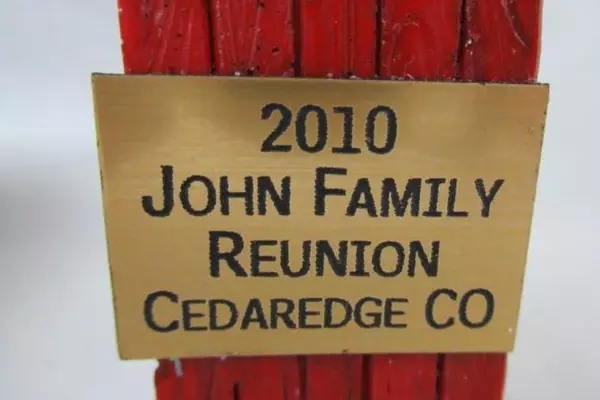 2010
JOHN FAMILY
REUNION
CEDAREDGE CO